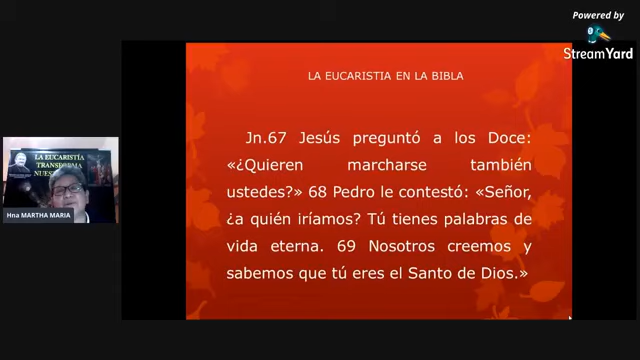 Powered by
StreamYard
LA EUCARISTIA EN LA BIBLA
Jn.67 Jesús preguntó a los Doce:
«¿Quieren marcharse también
ustedes?» 68 Pedro le contestó: «Señor,
¿a quién iríamos? Tú tienes palabras de
vida eterna. 69 Nosotros creemos y
sabemos que tú eres el Santo de Dios.»
LA EUCARISTÍA
TRANSFORMA
Hna MARTHA MARIA